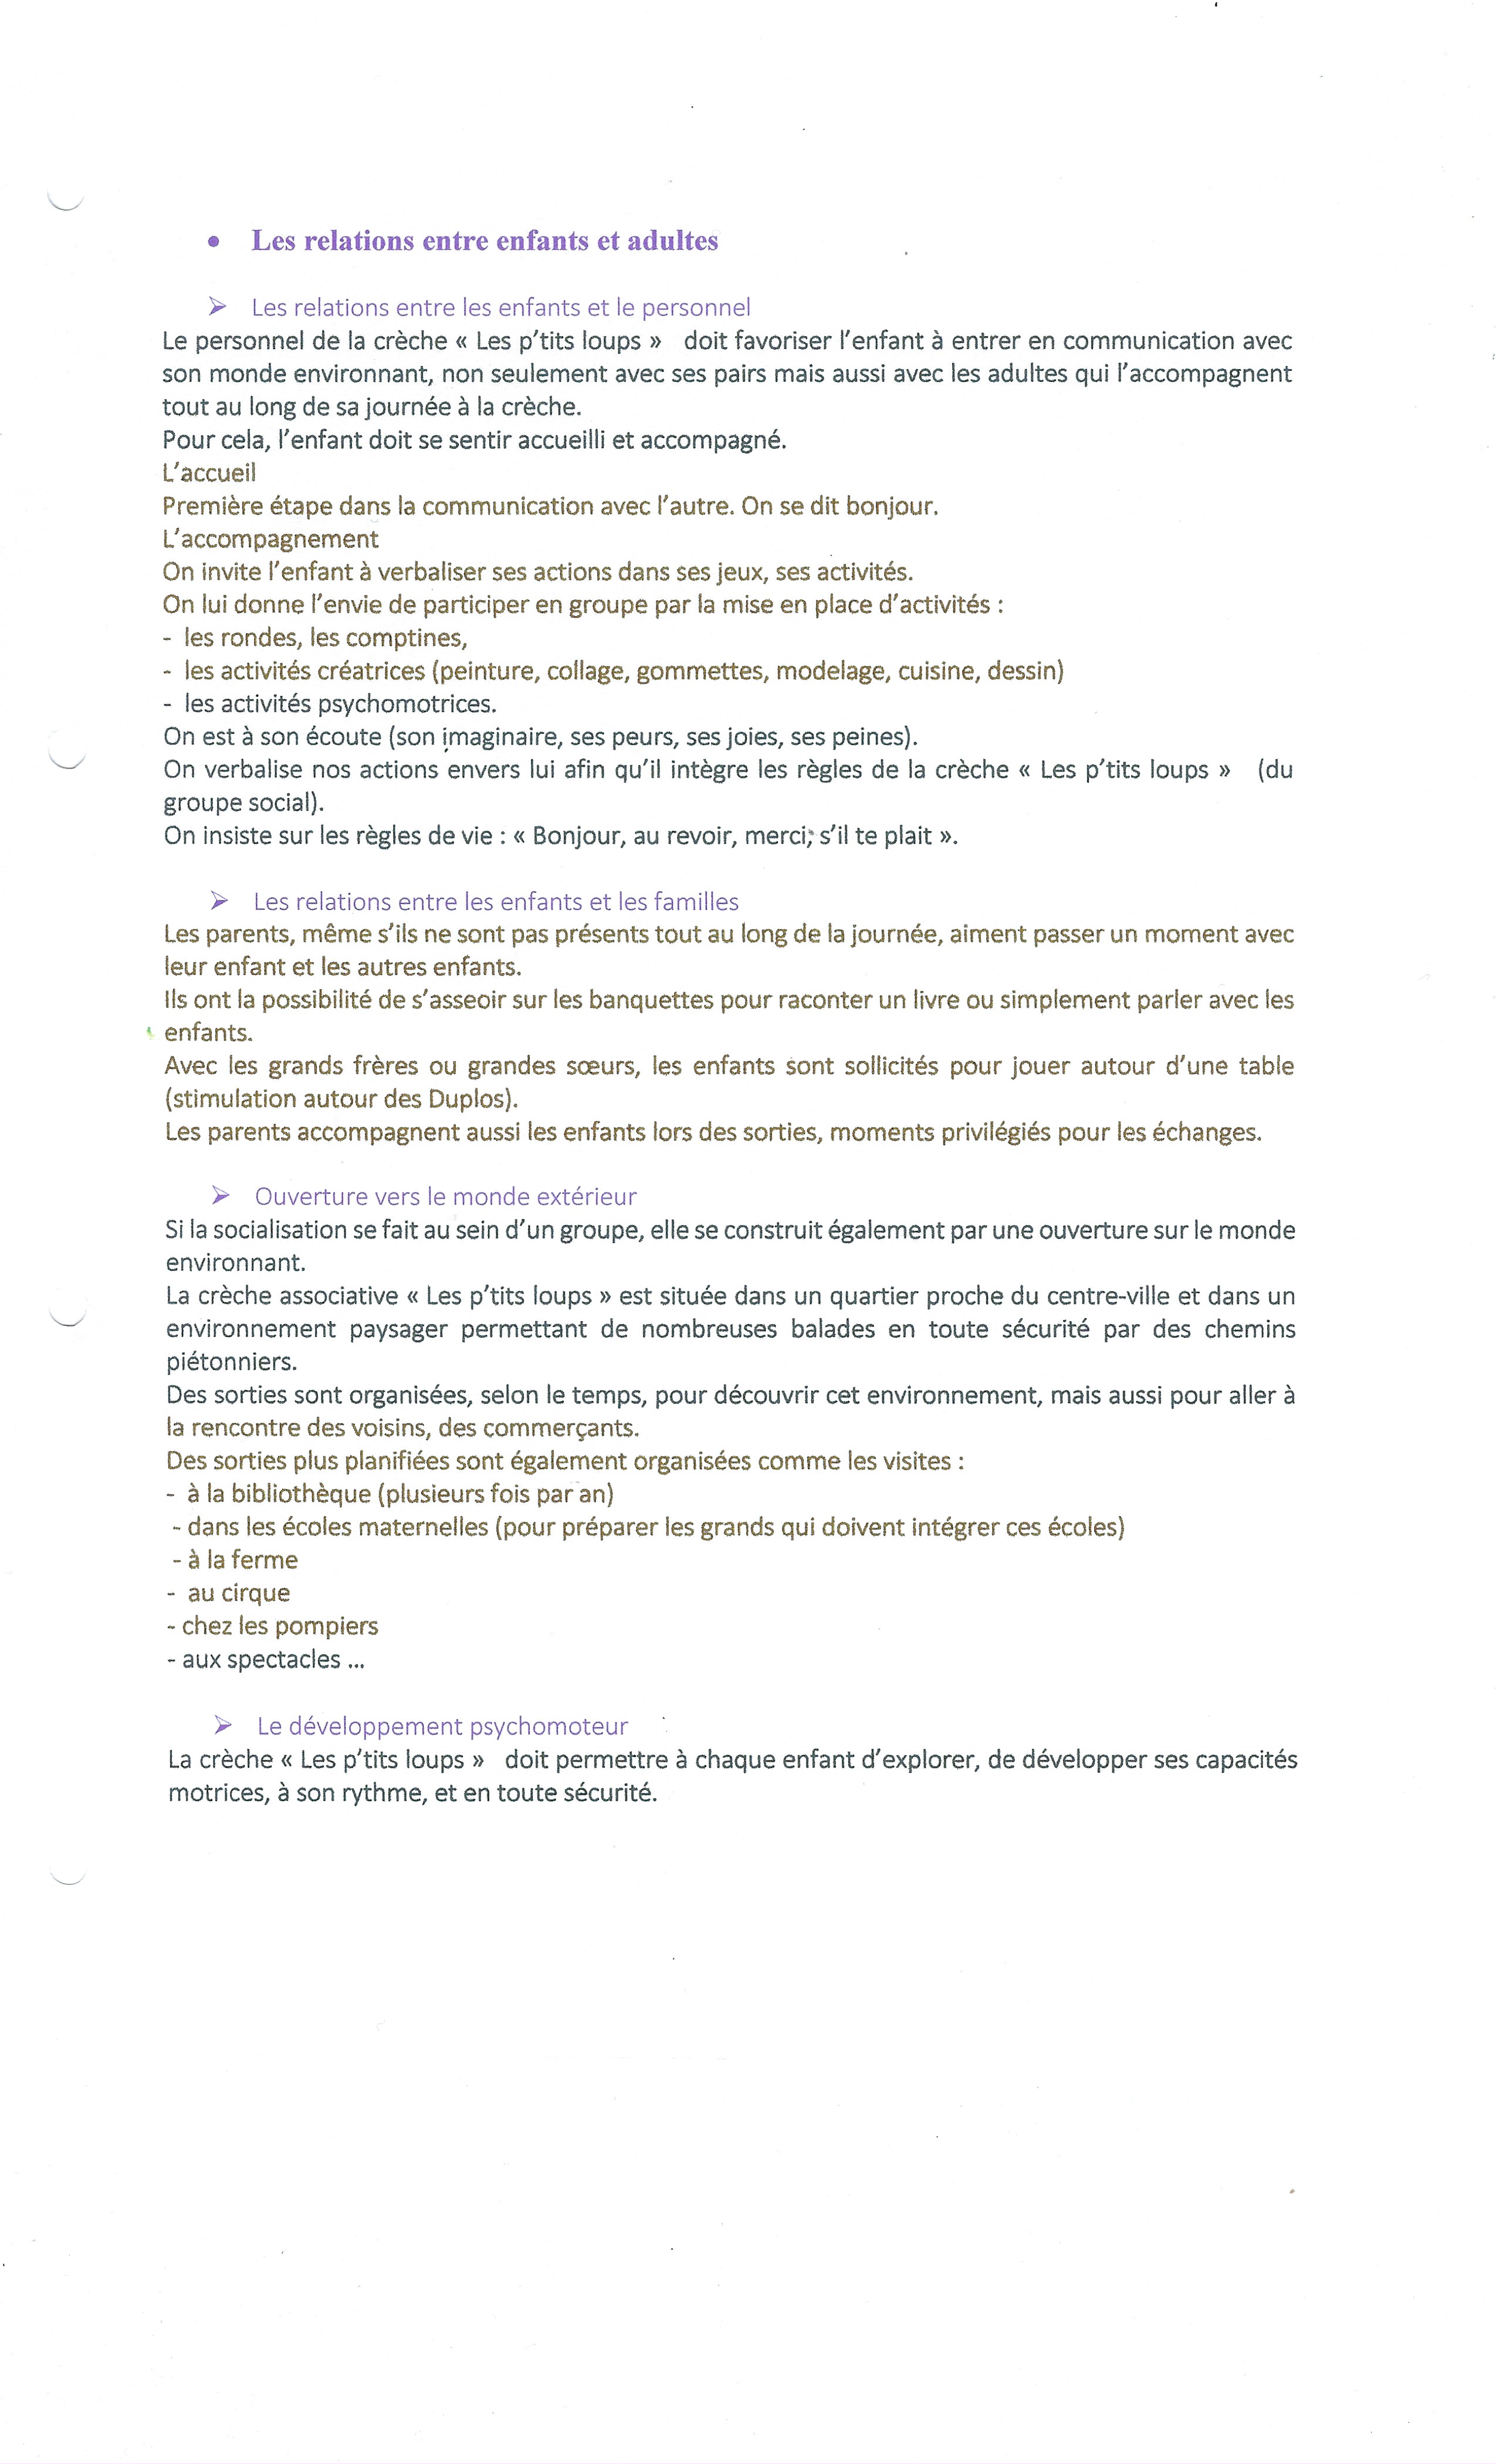 • Les relations entre enfants et adultes
➢ Les relations entre les enfants et le personnel
Le personnel de la crèche « Les p'tits loups » doit favoriser l'enfant à entrer en communication avec
son monde environnant, non seulement avec ses pairs mais aussi avec les adultes qui l'accompagnent
tout au long de sa journée à la crèche.
Pour cela, l'enfant doit se sentir accueilli et accompagné.
L'accueil
Première étape dans la communication avec l'autre. On se dit bonjour.
L'accompagnement
On invite l'enfant à verbaliser ses actions dans ses jeux, ses activités.
On lui donne l'envie de participer en groupe par la mise en place d'activités :
- les rondes, les comptines,
- les activités créatrices (peinture, collage, gommettes, modelage, cuisine, dessin)
- les activités psychomotrices.
On est à son écoute (son imaginaire, ses peurs, ses joies, ses peines).
On verbalise nos actions envers lui afin qu'il intègre les règles de la crèche « Les p'tits loups » (du
groupe social).
On insiste sur les règles de vie : « Bonjour, au revoir, merci, s'il te plait ».
➢ Les relations entre les enfants et les familles
Les parents, même s'ils ne sont pas présents tout au long de la journée, aiment passer un moment avec
leur enfant et les autres enfants.
Ils ont la possibilité de s'asseoir sur les banquettes pour raconter un livre ou simplement parler avec les
enfants.
Avec les grands frères ou grandes sœurs, les enfants sont sollicités pour jouer autour d'une table
(stimulation autour des Duplos).
Les parents accompagnent aussi les enfants lors des sorties, moments privilégiés pour les échanges.
➢ Ouverture vers le monde extérieur
Si la socialisation se fait au sein d'un groupe, elle se construit également par une ouverture sur le monde
environnant.
La crèche associative « Les p'tits loups » est située dans un quartier proche du centre-ville et dans un
environnement paysager permettant de nombreuses balades en toute sécurité par des chemins
piétonniers.
Des sorties sont organisées, selon le temps, pour découvrir cet environnement, mais aussi pour aller à
la rencontre des voisins, des commerçants.
Des sorties plus planifiées sont également organisées comme les visites :
- à la bibliothèque (plusieurs fois par an)
- dans les écoles maternelles (pour préparer les grands qui doivent intégrer ces écoles)
- à la ferme
- au cirque
- chez les pompiers
- aux spectacles ...
➢ Le développement psychomoteur
La crèche « Les p'tits loups » doit permettre à chaque enfant d'explorer, de développer ses capacités
motrices, à son rythme, et en toute sécurité.